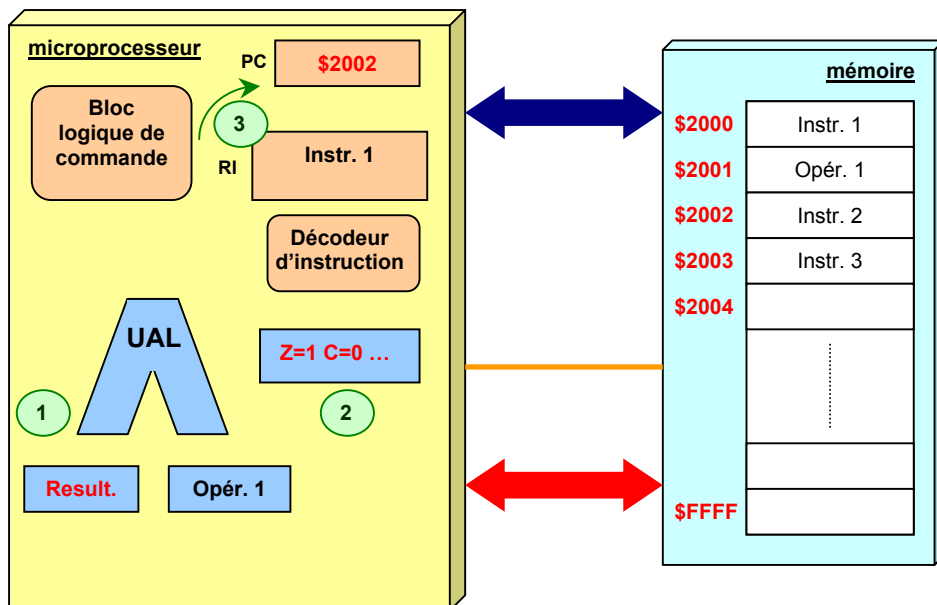 microprocesseur
PC
$2002
Bloc
logique de
commande
3
RI
Instr. 1
Décodeur
d'instruction
UAL
Z=1 C=0 …
1
2
Result.
Opér. 1
mémoire
$2000
Instr. 1
$2001
Opér. 1
$2002
Instr. 2
$2003
Instr. 3
$2004
$FFFF